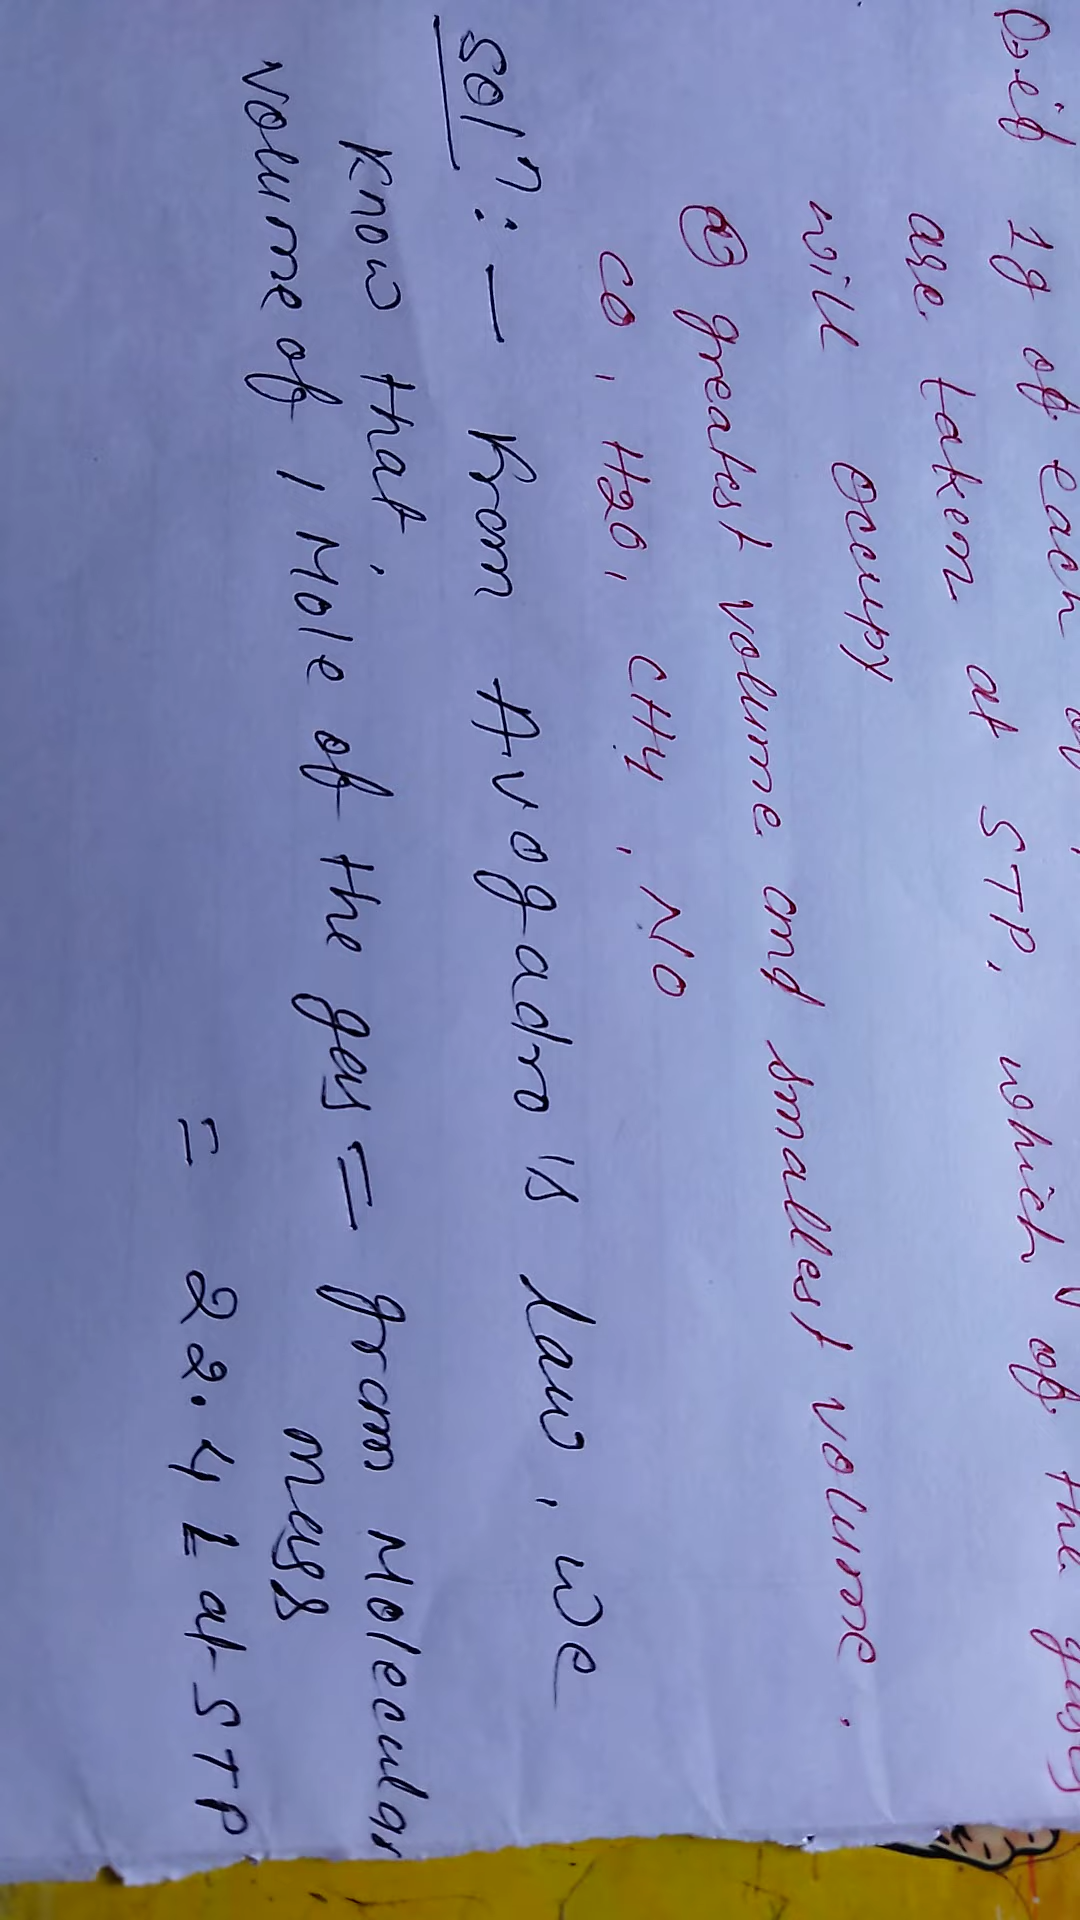 Q→ if 1g of each of the gases
are taken at STP, which of the
will occupy
(a) greatest volume and smallest volume.
CO, H2O, CH4, NO
Solⁿ:— From Avogadro's law, we
know that,
volume of 1 Mole of the gas = gram Molecular
mass
= 22.4 L at STP